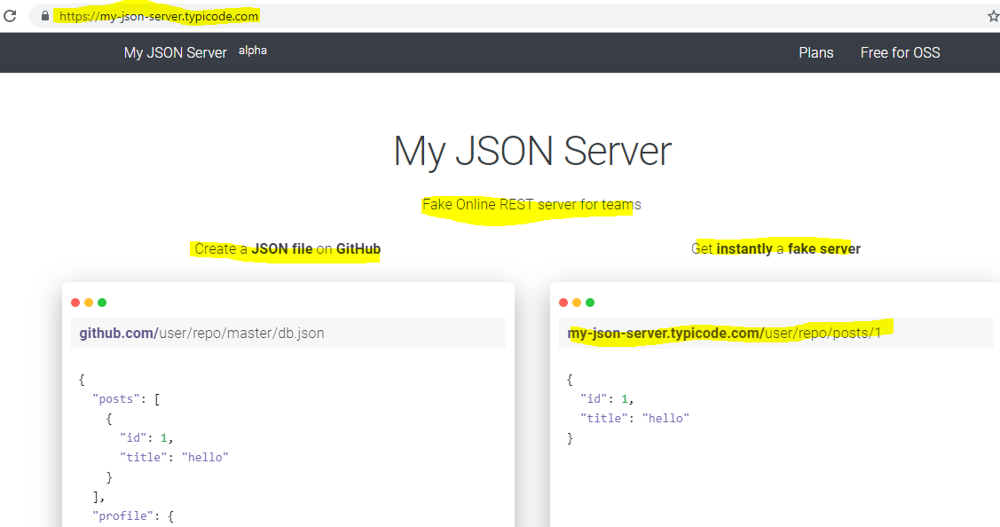 https://my-json-server.typicode.com
My JSON Server alpha Plans Free for OSS
My JSON Server
Fake Online REST server for teams
Create a JSON file on GitHub
github.com/user/repo/master/db.json
{
"posts": [
{
"id": 1,
"title": "hello"
}
],
"profile": {
Get instantly a fake server
my-json-server.typicode.com/user/repo/posts/1
{
"id": 1,
"title": "hello"
}